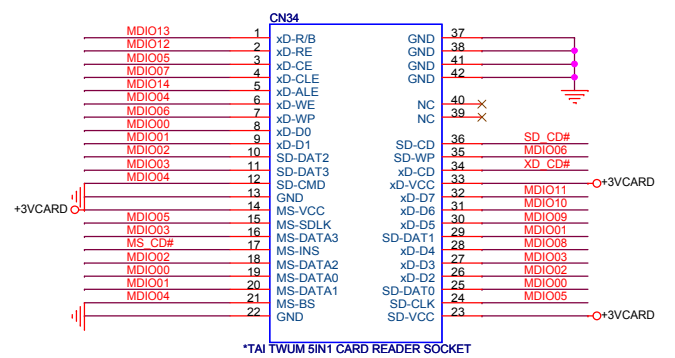 CN34
MDIO13 1 xD-R/B GND 37
MDIO12 2 xD-RE GND 38
MDIO05 3 xD-CE GND 41
MDIO07 4 xD-CLE GND 42
MDIO14 5 xD-ALE
MDIO04 6 xD-WE NC 40
MDIO06 7 xD-WP NC 39
MDIO00 8 xD-D0
MDIO01 9 xD-D1 SD-CD 36 SD_CD#
MDIO02 10 SD-DAT2 SD-WP 35 MDIO06
MDIO03 11 SD-DAT3 xD-CD 34 XD_CD#
MDIO04 12 SD-CMD xD-VCC 33 +3VCARD
13 GND xD-D7 32 MDIO11
+3VCARD 14 MS-VCC xD-D6 31 MDIO10
MDIO05 15 MS-SDLK xD-D5 30 MDIO09
MDIO03 16 MS-DATA3 SD-DAT1 29 MDIO01
MS_CD# 17 MS-INS xD-D4 28 MDIO08
MDIO02 18 MS-DATA2 xD-D3 27 MDIO03
MDIO00 19 MS-DATA0 xD-D2 26 MDIO02
MDIO01 20 MS-DATA1 SD-DAT0 25 MDIO00
MDIO04 21 MS-BS SD-CLK 24 MDIO05
22 GND SD-VCC 23 +3VCARD
*TAI TWUM 5IN1 CARD READER SOCKET